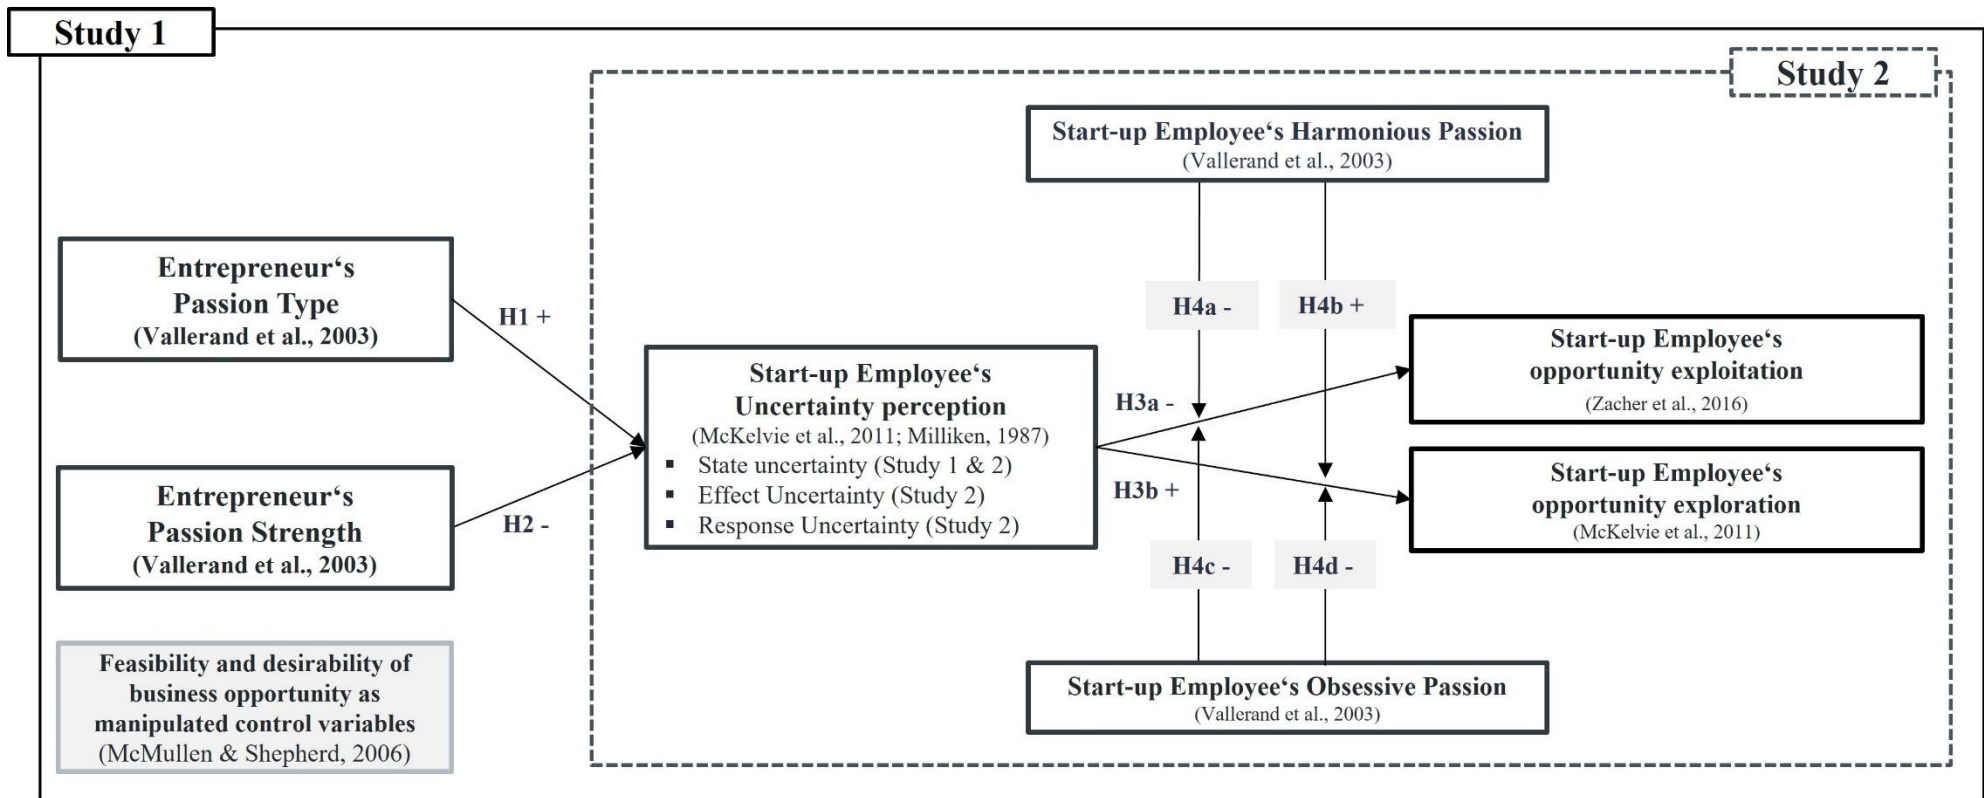 Study 1
Study 2
Start-up Employee‘s Harmonious Passion
(Vallerand et al., 2003)
Entrepreneur‘s
Passion Type
(Vallerand et al., 2003)
H1 +
H4a -
H4b +
Start-up Employee‘s
opportunity exploitation
(Zacher et al., 2016)
Start-up Employee‘s
Uncertainty perception
(McKelvie et al., 2011; Milliken, 1987)
▪ State uncertainty (Study 1 & 2)
▪ Effect Uncertainty (Study 2)
▪ Response Uncertainty (Study 2)
H3a -
H3b +
Start-up Employee‘s
opportunity exploration
(McKelvie et al., 2011)
Entrepreneur‘s
Passion Strength
(Vallerand et al., 2003)
H2 -
H4c -
H4d -
Feasibility and desirability of
business opportunity as
manipulated control variables
(McMullen & Shepherd, 2006)
Start-up Employee‘s Obsessive Passion
(Vallerand et al., 2003)